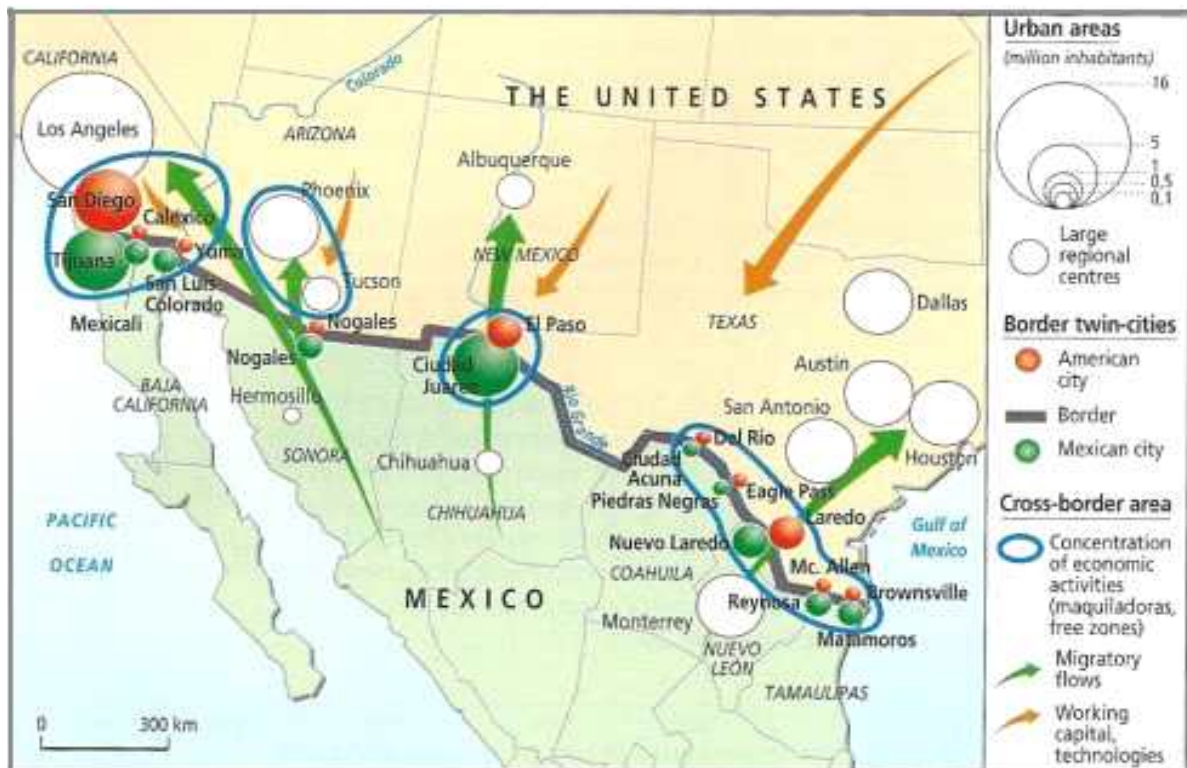 CALIFORNIA
Colorado
THE UNITED STATES
Los Angeles
ARIZONA
Albuquerque
Phoenix
San Diego
Calexico
NEW MEXICO
Yuma
Tijuana
Tucson
San Luis
Colorado
Dallas
Mexicali
Nogales
El Paso
TEXAS
Nogales
Ciudad
Juarez
Austin
BAJA
CALIFORNIA
Hermosillo
Rio Grande
San Antonio
Del Rio
SONORA
Chihuahua
Ciudad
Acuna
Houston
Piedras Negras
Eagle Pass
CHIHUAHUA
PACIFIC
OCEAN
Laredo
Gulf of
Mexico
Nuevo Laredo
Mc. Allen
COAHUILA
MEXICO
Brownsville
Reynosa
Monterrey
Matamoros
NUEVO
LEÓN
TAMAULIPAS
0 300 km
Urban areas
(million inhabitants)
16
5
1
0.5
0.1
Large
regional
centres
Border twin-cities
American
city
Border
Mexican city
Cross-border area
Concentration
of economic
activities
(maquiladoras,
free zones)
Migratory
flows
Working
capital,
technologies